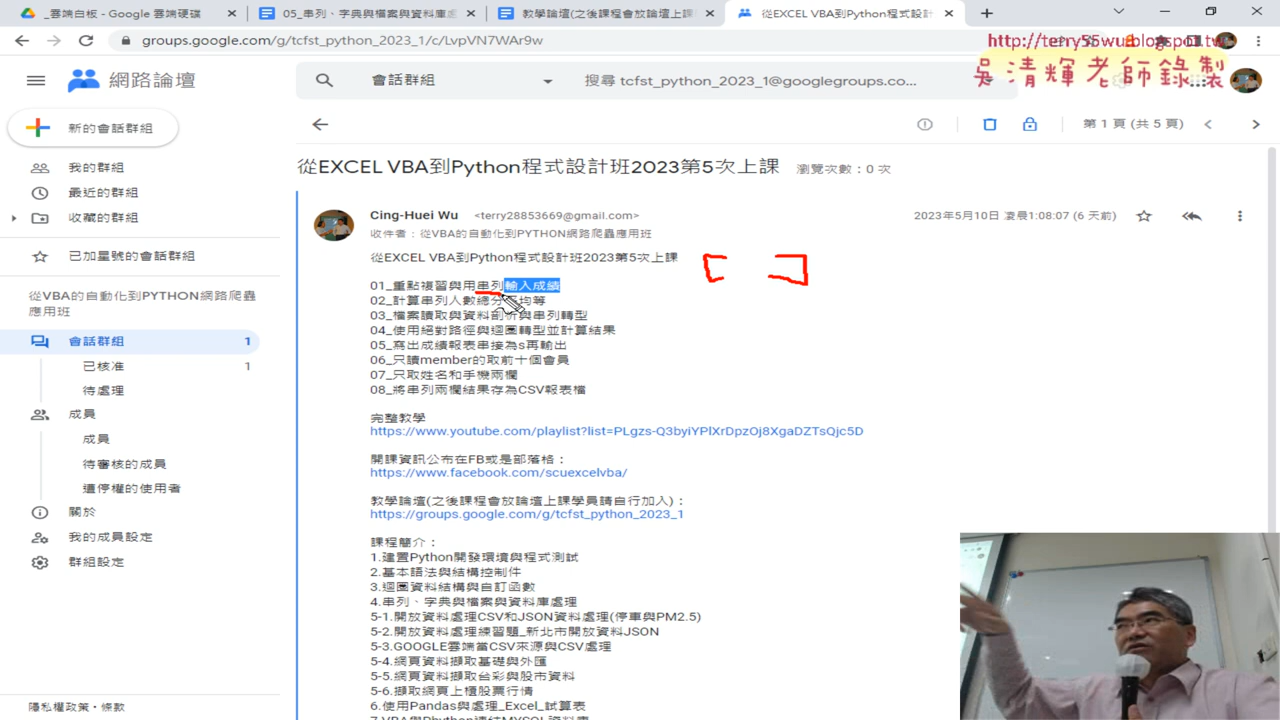 _雲端白板 - Google 雲端硬碟
05_串列、字典與檔案與資料庫處
教學論壇(之後課程會放論壇上課
從EXCEL VBA到Python程式設計
groups.google.com/g/tcfst_python_2023_1/c/LvpVN7WAr9w
http://terry55wu.blogspot.tw
吳清輝老師錄製
網路論壇
會話群組
搜尋 tcfst_python_2023_1@googlegroups.co...
新的會話群組
第 1 頁 (共 5 頁)
我的群組
最近的群組
收藏的群組
已加星號的會話群組
從VBA的自動化到PYTHON網路爬蟲應用班
會話群組 1
已核准 1
待處理
成員
成員
待審核的成員
遭停權的使用者
關於
我的成員設定
群組設定
隱私權政策・條款
從EXCEL VBA到Python程式設計班2023第5次上課 瀏覽次數：0 次
Cing-Huei Wu <terry28853669@gmail.com>
2023年5月10日 凌晨1:08:07 (6 天前)
收件者：從VBA的自動化到PYTHON網路爬蟲應用班
從EXCEL VBA到Python程式設計班2023第5次上課
01_重點複習與用串列輸入成績
02_計算串列人數總分平均等
03_檔案讀取與資料剖析與串列轉型
04_使用絕對路徑與迴圈轉型並計算結果
05_寫出成績報表串接為s再輸出
06_只讀member的取前十個會員
07_只取姓名和手機兩欄
08_將串列兩欄結果存為CSV報表檔
完整教學
https://www.youtube.com/playlist?list=PLgzs-Q3byiYPlXrDpzOj8XgaDZTsQjc5D
開課資訊公布在FB或是部落格：
https://www.facebook.com/scuexcelvba/
教學論壇(之後課程會放論壇上課學員請自行加入)：
https://groups.google.com/g/tcfst_python_2023_1
課程簡介：
1.建置Python開發環境與程式測試
2.基本語法與結構控制件
3.迴圈資料結構與自訂函數
4.串列、字典與檔案與資料庫處理
5-1.開放資料處理CSV和JSON資料處理(停車與PM2.5)
5-2.開放資料處理練習題_新北市開放資料JSON
5-3.GOOGLE雲端當CSV來源與CSV處理
5-4.網頁資料擷取基礎與外匯
5-5.網頁資料擷取台彩與股市資料
5-6.擷取網頁上櫃股票行情
6.使用Pandas與處理_Excel_試算表